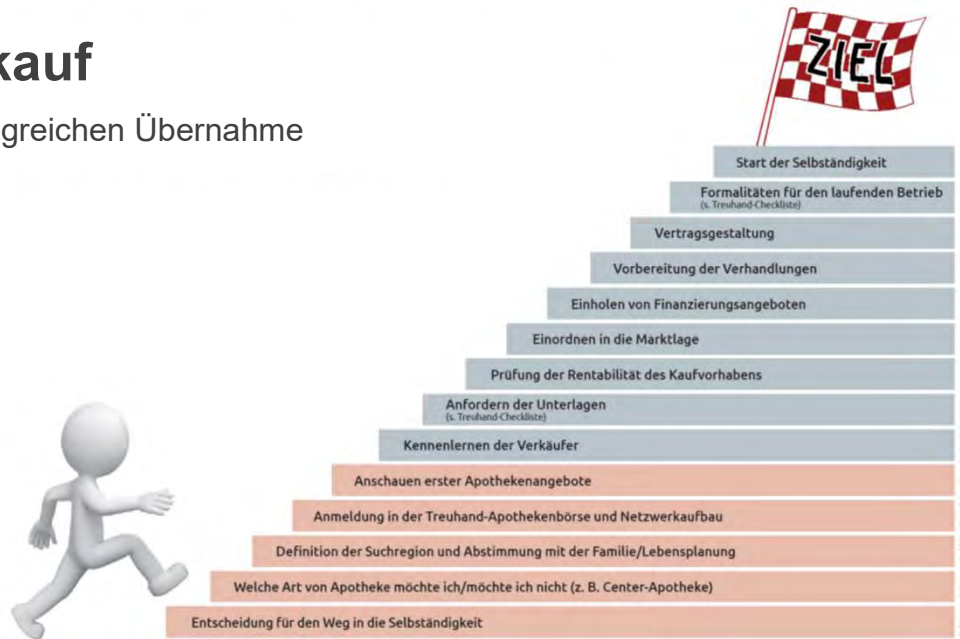 kauf
greichen Übernahme
ZIEL
Start der Selbständigkeit
Formalitäten für den laufenden Betrieb
(s. Treuhand-Checkliste)
Vertragsgestaltung
Vorbereitung der Verhandlungen
Einholen von Finanzierungsangeboten
Einordnen in die Marktlage
Prüfung der Rentabilität des Kaufvorhabens
Anfordern der Unterlagen
(s. Treuhand-Checkliste)
Kennenlernen der Verkäufer
Anschauen erster Apothekenangebote
Anmeldung in der Treuhand-Apothekenbörse und Netzwerkaufbau
Definition der Suchregion und Abstimmung mit der Familie/Lebensplanung
Welche Art von Apotheke möchte ich/möchte ich nicht (z. B. Center-Apotheke)
Entscheidung für den Weg in die Selbständigkeit